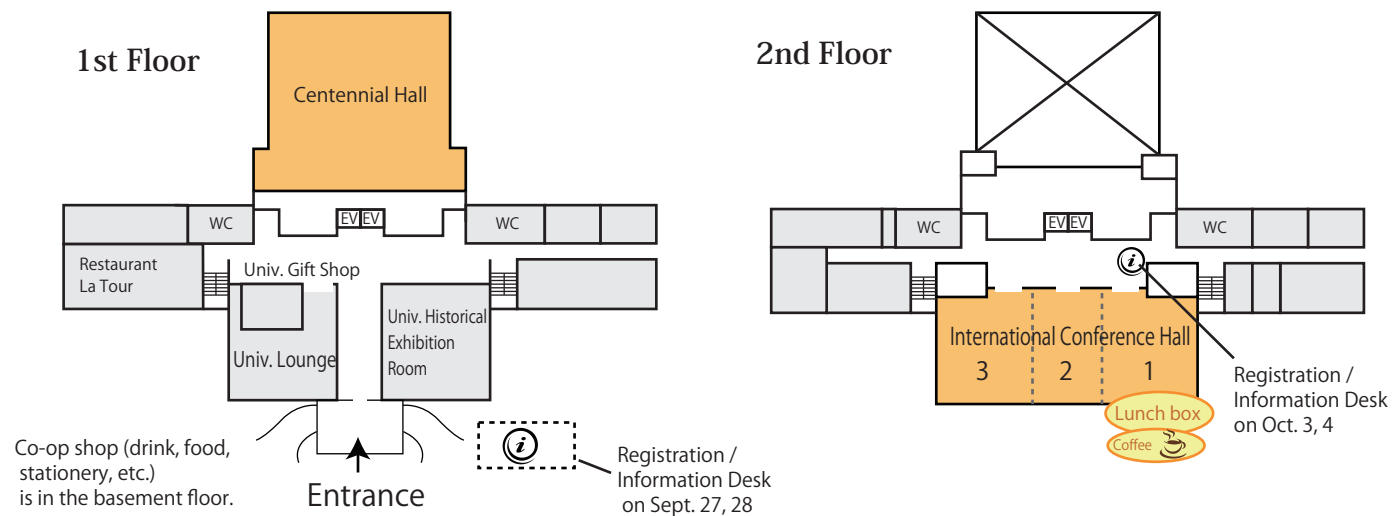 1st Floor
Centennial Hall
WC
EV EV
WC
Restaurant
La Tour
Univ. Gift Shop
Univ. Lounge
Univ. Historical
Exhibition
Room
Co-op shop (drink, food,
stationery, etc.)
is in the basement floor.
Entrance
i
Registration /
Information Desk
on Sept. 27, 28
2nd Floor
WC
EV EV
WC
i
International Conference Hall
3 2 1
Lunch box
Coffee
Registration /
Information Desk
on Oct. 3, 4